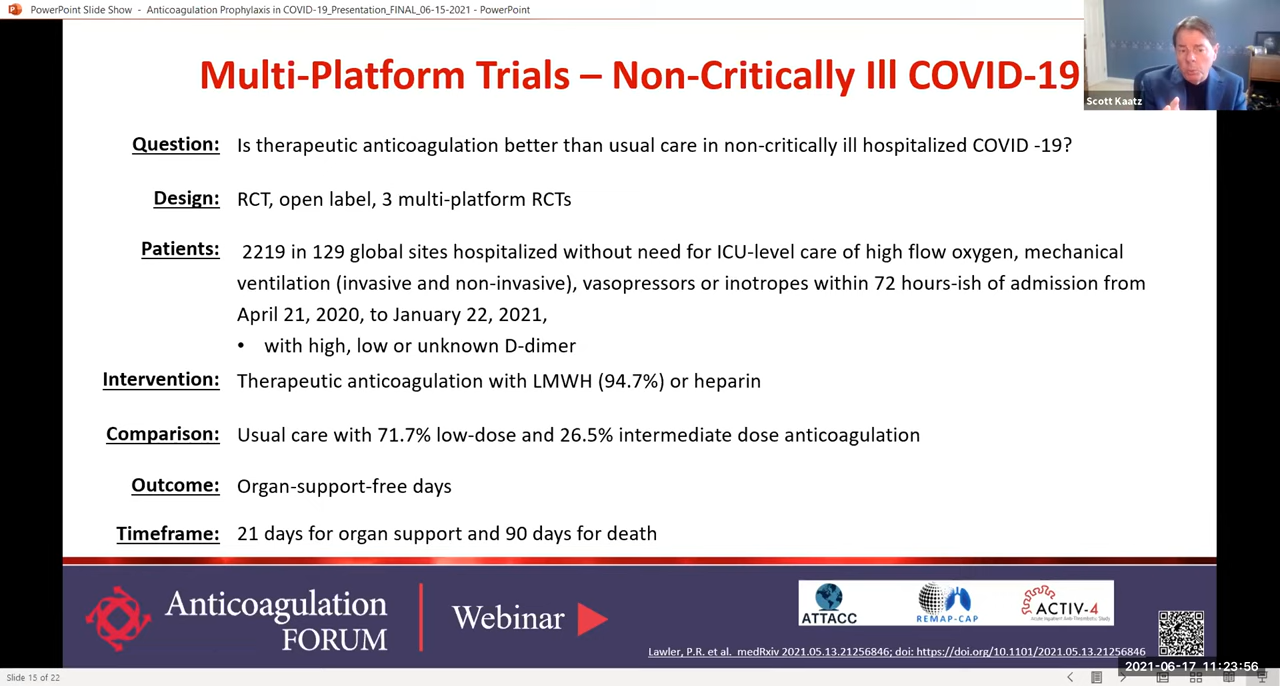 PowerPoint Slide Show - Anticoagulation Prophylaxis in COVID-19_Presentation_FINAL_06-15-2021 - PowerPoint
Multi-Platform Trials – Non-Critically Ill COVID-19
Scott Kaatz
Question: Is therapeutic anticoagulation better than usual care in non-critically ill hospitalized COVID -19?
Design: RCT, open label, 3 multi-platform RCTs
Patients: 2219 in 129 global sites hospitalized without need for ICU-level care of high flow oxygen, mechanical
ventilation (invasive and non-invasive), vasopressors or inotropes within 72 hours-ish of admission from
April 21, 2020, to January 22, 2021,
• with high, low or unknown D-dimer
Intervention: Therapeutic anticoagulation with LMWH (94.7%) or heparin
Comparison: Usual care with 71.7% low-dose and 26.5% intermediate dose anticoagulation
Outcome: Organ-support-free days
Timeframe: 21 days for organ support and 90 days for death
Anticoagulation
FORUM
Webinar
ATTACC
REMAP-CAP
ACTIV-4
Lawler, P.R. et al. medRxiv 2021.05.13.21256846; doi: https://doi.org/10.1101/2021.05.13.21256846
2021-06-17 11:23:56
Slide 15 of 22